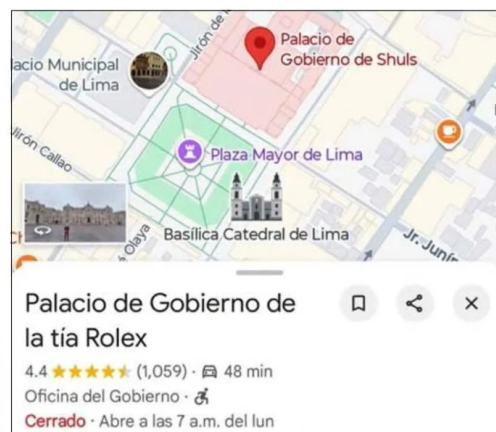 Jirón de
Palacio de
Gobierno de Shuls
lacio Municipal
de Lima
Jirón Callao
Plaza Mayor de Lima
Basílica Catedral de Lima
Olaya
Jr. Junín
Palacio de Gobierno de
la tía Rolex
4.4 ★★★★★ (1,059) · 48 min
Oficina del Gobierno ·
Cerrado · Abre a las 7 a.m. del lun